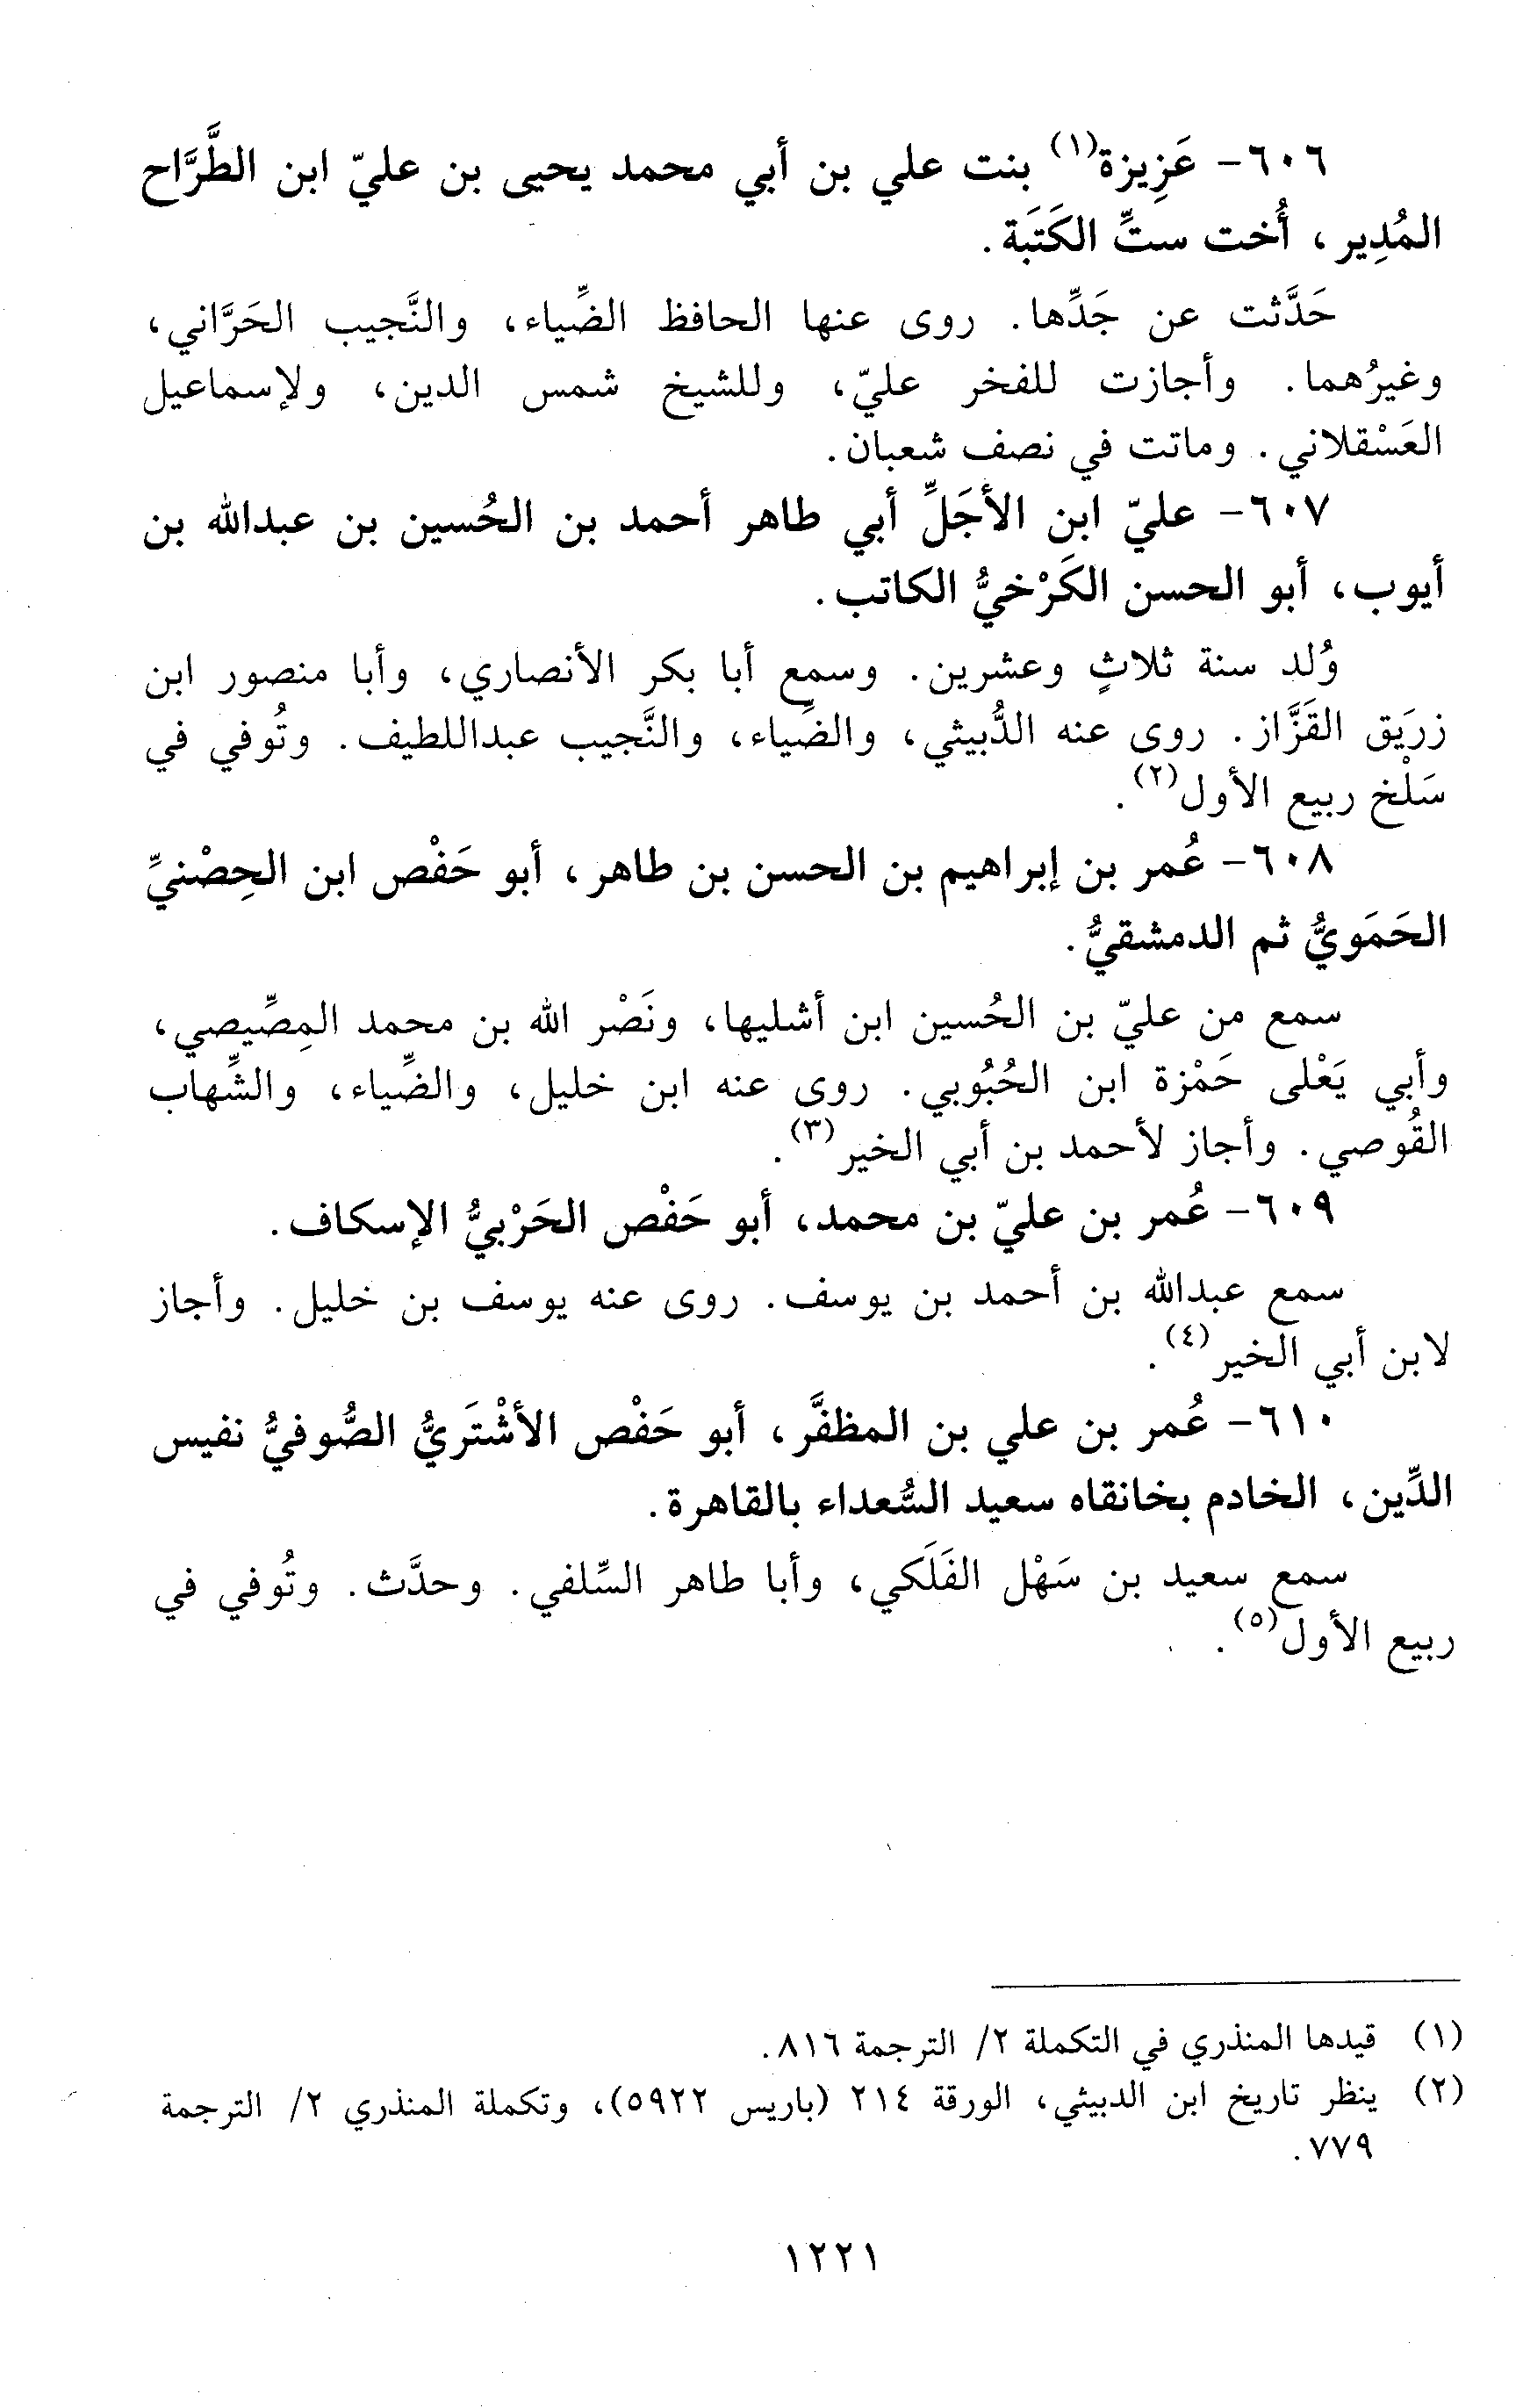 ٦٠٦- عَزِيزة(١) بنت علي بن أبي محمد يحيى بن عليّ ابن الطَّرَّاح
المُدِير، أُخت ستِّ الكَتَبَة.
حَدَّثت عن جَدِّها. روى عنها الحافظ الضِّياء، والنَّجيب الحَرَّاني،
وغيرُهما. وأجازت للفخر عليّ، وللشيخ شمس الدين، ولإسماعيل
العَسْقلاني. وماتت في نصف شعبان.
٦٠٧- عليّ ابن الأجَلِّ أبي طاهر أحمد بن الحُسين بن عبدالله بن
أيوب، أبو الحسن الكَرْخيُّ الكاتب.
وُلد سنة ثلاثٍ وعشرين. وسمع أبا بكر الأنصاري، وأبا منصور ابن
زرَيق القَزَّاز. روى عنه الدُّبيثي، والضِّياء، والنَّجيب عبداللطيف. وتُوفي في
سَلْخ ربيع الأول(٢).
٦٠٨- عُمر بن إبراهيم بن الحسن بن طاهر، أبو حَفْص ابن الحِصْنيِّ
الحَمَويُّ ثم الدمشقيُّ.
سمع من عليّ بن الحُسين ابن أشليها، ونَصْر الله بن محمد المِصِّيصي،
وأبي يَعْلى حَمْزة ابن الحُبُوبي. روى عنه ابن خليل، والضِّياء، والشِّهاب
القُوصي. وأجاز لأحمد بن أبي الخير(٣).
٦٠٩- عُمر بن عليّ بن محمد، أبو حَفْص الحَرْبيُّ الإسكاف.
سمع عبدالله بن أحمد بن يوسف. روى عنه يوسف بن خليل. وأجاز
لابن أبي الخير(٤).
٦١٠- عُمر بن علي بن المظفَّر، أبو حَفْص الأشْتَريُّ الصُّوفيُّ نفيس
الدِّين، الخادم بخانقاه سعيد السُّعداء بالقاهرة.
سمع سعيد بن سَهْل الفَلَكي، وأبا طاهر السِّلفي. وحدَّث. وتُوفي في
ربيع الأول(٥).
(١) قيدها المنذري في التكملة ٢/ الترجمة ٨١٦.
(٢) ينظر تاريخ ابن الدبيثي، الورقة ٢١٤ (باريس ٥٩٢٢)، وتكملة المنذري ٢/ الترجمة
٧٧٩.
١٢٢١